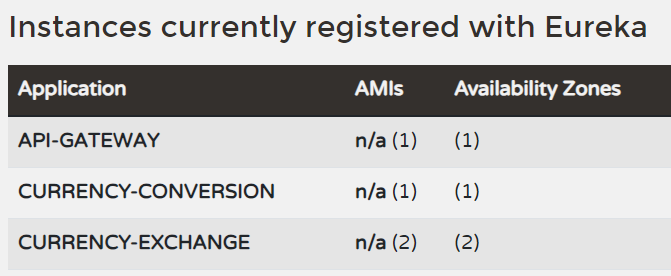 Instances currently registered with Eureka
Application AMIs Availability Zones
API-GATEWAY n/a (1) (1)
CURRENCY-CONVERSION n/a (1) (1)
CURRENCY-EXCHANGE n/a (2) (2)